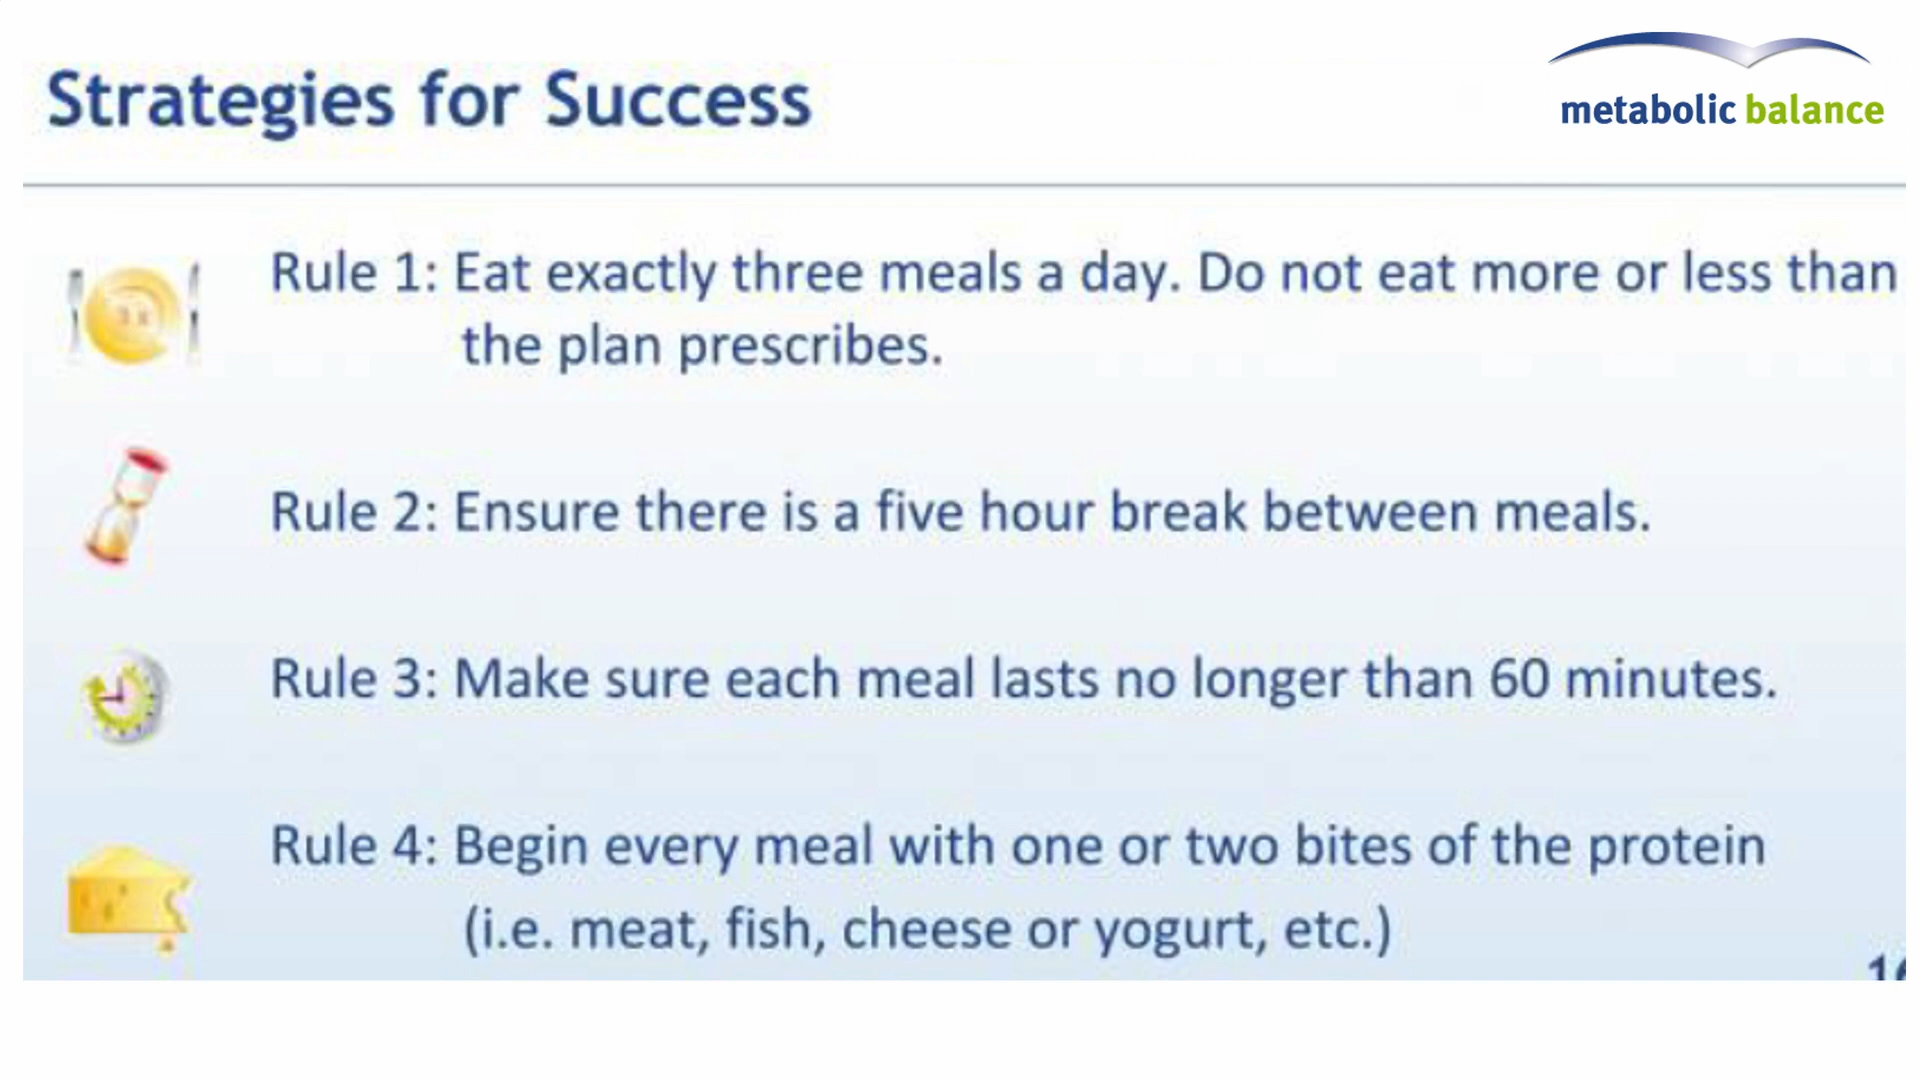 Strategies for Success
metabolic balance
Rule 1: Eat exactly three meals a day. Do not eat more or less than
the plan prescribes.
Rule 2: Ensure there is a five hour break between meals.
Rule 3: Make sure each meal lasts no longer than 60 minutes.
Rule 4: Begin every meal with one or two bites of the protein
(i.e. meat, fish, cheese or yogurt, etc.)